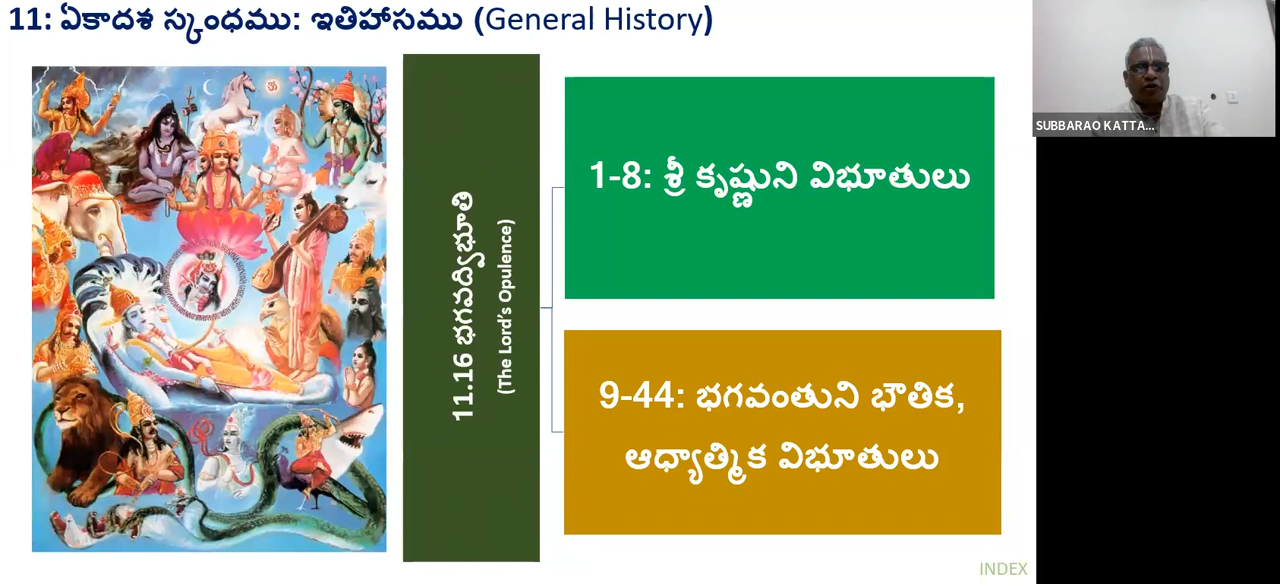 11: ఏకాదశ స్కంధము: ఇతిహాసము (General History)
SUBBARAO KATTA...
11.16 భగవద్విభూతి
(The Lord's Opulence)
1-8: శ్రీ కృష్ణుని విభూతులు
9-44: భగవంతుని భౌతిక,
ఆధ్యాత్మిక విభూతులు
INDEX